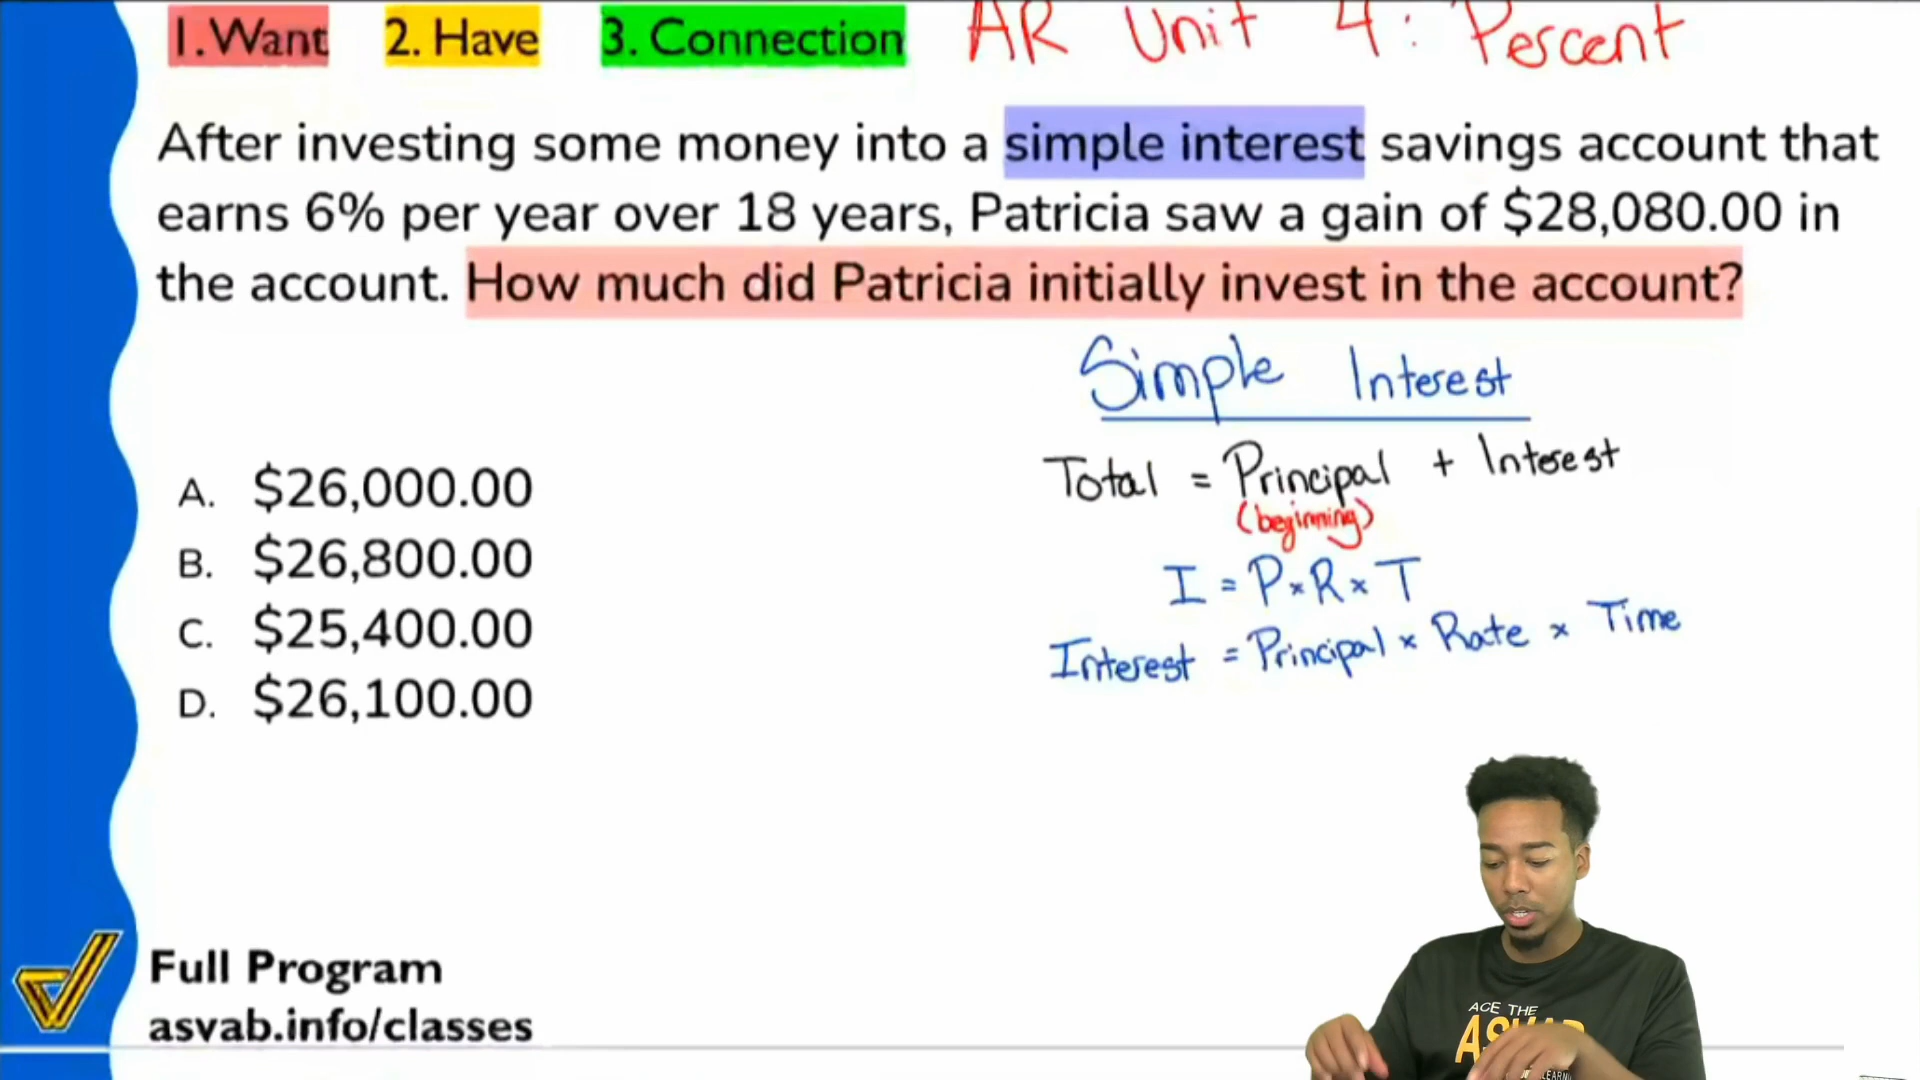 1. Want 2. Have 3. Connection AR Unit 4: Percent
After investing some money into a simple interest savings account that
earns 6% per year over 18 years, Patricia saw a gain of $28,080.00 in
the account. How much did Patricia initially invest in the account?
Simple Interest
Total = Principal + Interest
(beginning)
I = P × R × T
Interest = Principal × Rate × Time
A. $26,000.00
B. $26,800.00
C. $25,400.00
D. $26,100.00
Full Program
asvab.info/classes
ACE THE